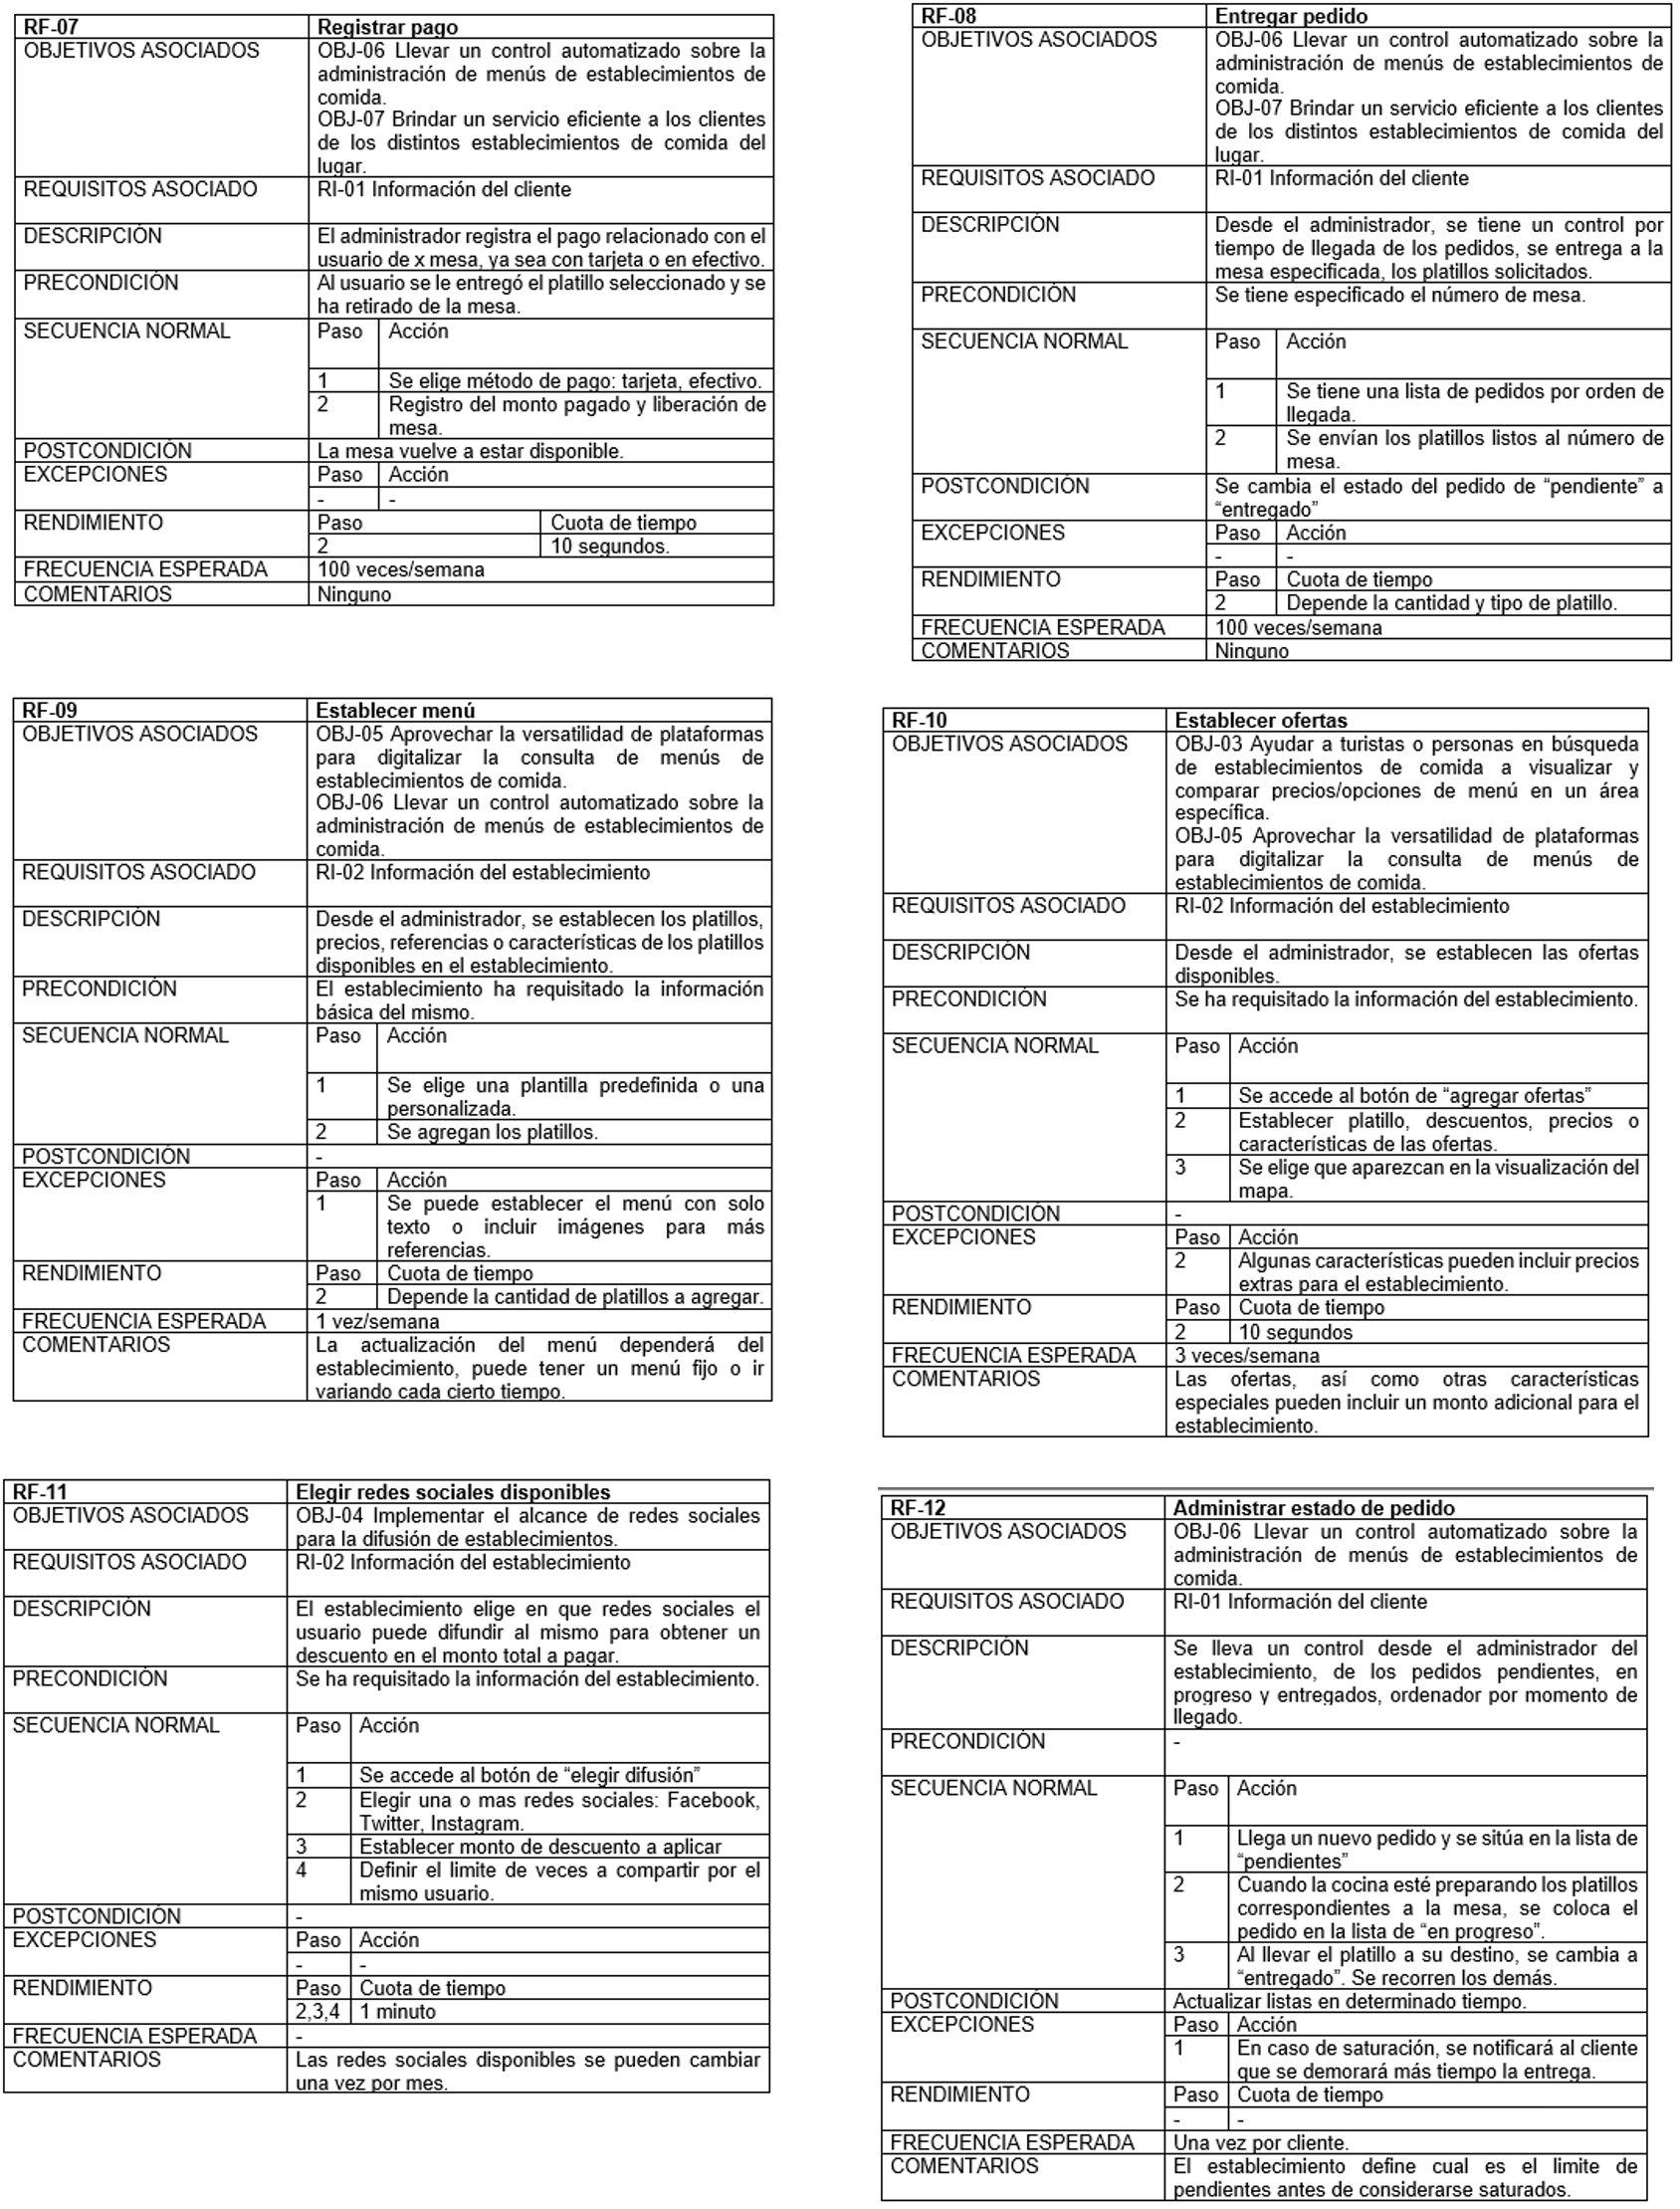 RF-07 Registrar pago
OBJETIVOS ASOCIADOS OBJ-06 Llevar un control automatizado sobre la
administración de menús de establecimientos de
comida.
OBJ-07 Brindar un servicio eficiente a los clientes
de los distintos establecimientos de comida del
lugar.
REQUISITOS ASOCIADO RI-01 Información del cliente
DESCRIPCIÓN El administrador registra el pago relacionado con el
usuario de x mesa, ya sea con tarjeta o en efectivo.
PRECONDICIÓN Al usuario se le entregó el platillo seleccionado y se
ha retirado de la mesa.
SECUENCIA NORMAL Paso Acción
1 Se elige método de pago: tarjeta, efectivo.
2 Registro del monto pagado y liberación de
mesa.
POSTCONDICIÓN La mesa vuelve a estar disponible.
EXCEPCIONES Paso Acción
- -
RENDIMIENTO Paso Cuota de tiempo
2 10 segundos.
FRECUENCIA ESPERADA 100 veces/semana
COMENTARIOS Ninguno
RF-08 Entregar pedido
OBJETIVOS ASOCIADOS OBJ-06 Llevar un control automatizado sobre la
administración de menús de establecimientos de
comida.
OBJ-07 Brindar un servicio eficiente a los clientes
de los distintos establecimientos de comida del
lugar.
REQUISITOS ASOCIADO RI-01 Información del cliente
DESCRIPCIÓN Desde el administrador, se tiene un control por
tiempo de llegada de los pedidos, se entrega a la
mesa especificada, los platillos solicitados.
PRECONDICIÓN Se tiene especificado el número de mesa.
SECUENCIA NORMAL Paso Acción
1 Se tiene una lista de pedidos por orden de
llegada.
2 Se envían los platillos listos al número de
mesa.
POSTCONDICIÓN Se cambia el estado del pedido de “pendiente” a
“entregado”
EXCEPCIONES Paso Acción
- -
RENDIMIENTO Paso Cuota de tiempo
2 Depende la cantidad y tipo de platillo.
FRECUENCIA ESPERADA 100 veces/semana
COMENTARIOS Ninguno
RF-09 Establecer menú
OBJETIVOS ASOCIADOS OBJ-05 Aprovechar la versatilidad de plataformas
para digitalizar la consulta de menús de
establecimientos de comida.
OBJ-06 Llevar un control automatizado sobre la
administración de menús de establecimientos de
comida.
REQUISITOS ASOCIADO RI-02 Información del establecimiento
DESCRIPCIÓN Desde el administrador, se establecen los platillos,
precios, referencias o características de los platillos
disponibles en el establecimiento.
PRECONDICIÓN El establecimiento ha requisitado la información
básica del mismo.
SECUENCIA NORMAL Paso Acción
1 Se elige una plantilla predefinida o una
personalizada.
2 Se agregan los platillos.
POSTCONDICIÓN -
EXCEPCIONES Paso Acción
1 Se puede establecer el menú con solo
texto o incluir imágenes para más
referencias.
RENDIMIENTO Paso Cuota de tiempo
2 Depende la cantidad de platillos a agregar.
FRECUENCIA ESPERADA 1 vez/semana
COMENTARIOS La actualización del menú dependerá del
establecimiento, puede tener un menú fijo o ir
variando cada cierto tiempo.
RF-10 Establecer ofertas
OBJETIVOS ASOCIADOS OBJ-03 Ayudar a turistas o personas en búsqueda
de establecimientos de comida a visualizar y
comparar precios/opciones de menú en un área
específica.
OBJ-05 Aprovechar la versatilidad de plataformas
para digitalizar la consulta de menús de
establecimientos de comida.
REQUISITOS ASOCIADO RI-02 Información del establecimiento
DESCRIPCIÓN Desde el administrador, se establecen las ofertas
disponibles.
PRECONDICIÓN Se ha requisitado la información del establecimiento.
SECUENCIA NORMAL Paso Acción
1 Se accede al botón de “agregar ofertas”
2 Establecer platillo, descuentos, precios o
características de las ofertas.
3 Se elige que aparezcan en la visualización del
mapa.
POSTCONDICIÓN -
EXCEPCIONES Paso Acción
2 Algunas características pueden incluir precios
extras para el establecimiento.
RENDIMIENTO Paso Cuota de tiempo
2 10 segundos
FRECUENCIA ESPERADA 3 veces/semana
COMENTARIOS Las ofertas, así como otras características
especiales pueden incluir un monto adicional para el
establecimiento.
RF-11 Elegir redes sociales disponibles
OBJETIVOS ASOCIADOS OBJ-04 Implementar el alcance de redes sociales
para la difusión de establecimientos.
REQUISITOS ASOCIADO RI-02 Información del establecimiento
DESCRIPCIÓN El establecimiento elige en que redes sociales el
usuario puede difundir al mismo para obtener un
descuento en el monto total a pagar.
PRECONDICIÓN Se ha requisitado la información del establecimiento.
SECUENCIA NORMAL Paso Acción
1 Se accede al botón de “elegir difusión”
2 Elegir una o mas redes sociales: Facebook,
Twitter, Instagram.
3 Establecer monto de descuento a aplicar
4 Definir el limite de veces a compartir por el
mismo usuario.
POSTCONDICIÓN -
EXCEPCIONES Paso Acción
- -
RENDIMIENTO Paso Cuota de tiempo
2,3,4 1 minuto
FRECUENCIA ESPERADA -
COMENTARIOS Las redes sociales disponibles se pueden cambiar
una vez por mes.
RF-12 Administrar estado de pedido
OBJETIVOS ASOCIADOS OBJ-06 Llevar un control automatizado sobre la
administración de menús de establecimientos de
comida.
REQUISITOS ASOCIADO RI-01 Información del cliente
DESCRIPCIÓN Se lleva un control desde el administrador del
establecimiento, de los pedidos pendientes, en
progreso y entregados, ordenador por momento de
llegado.
PRECONDICIÓN -
SECUENCIA NORMAL Paso Acción
1 Llega un nuevo pedido y se sitúa en la lista de
“pendientes”
2 Cuando la cocina esté preparando los platillos
correspondientes a la mesa, se coloca el
pedido en la lista de “en progreso”.
3 Al llevar el platillo a su destino, se cambia a
“entregado”. Se recorren los demás.
POSTCONDICIÓN Actualizar listas en determinado tiempo.
EXCEPCIONES Paso Acción
1 En caso de saturación, se notificará al cliente
que se demorará más tiempo la entrega.
RENDIMIENTO Paso Cuota de tiempo
- -
FRECUENCIA ESPERADA Una vez por cliente.
COMENTARIOS El establecimiento define cual es el limite de
pendientes antes de considerarse saturados.